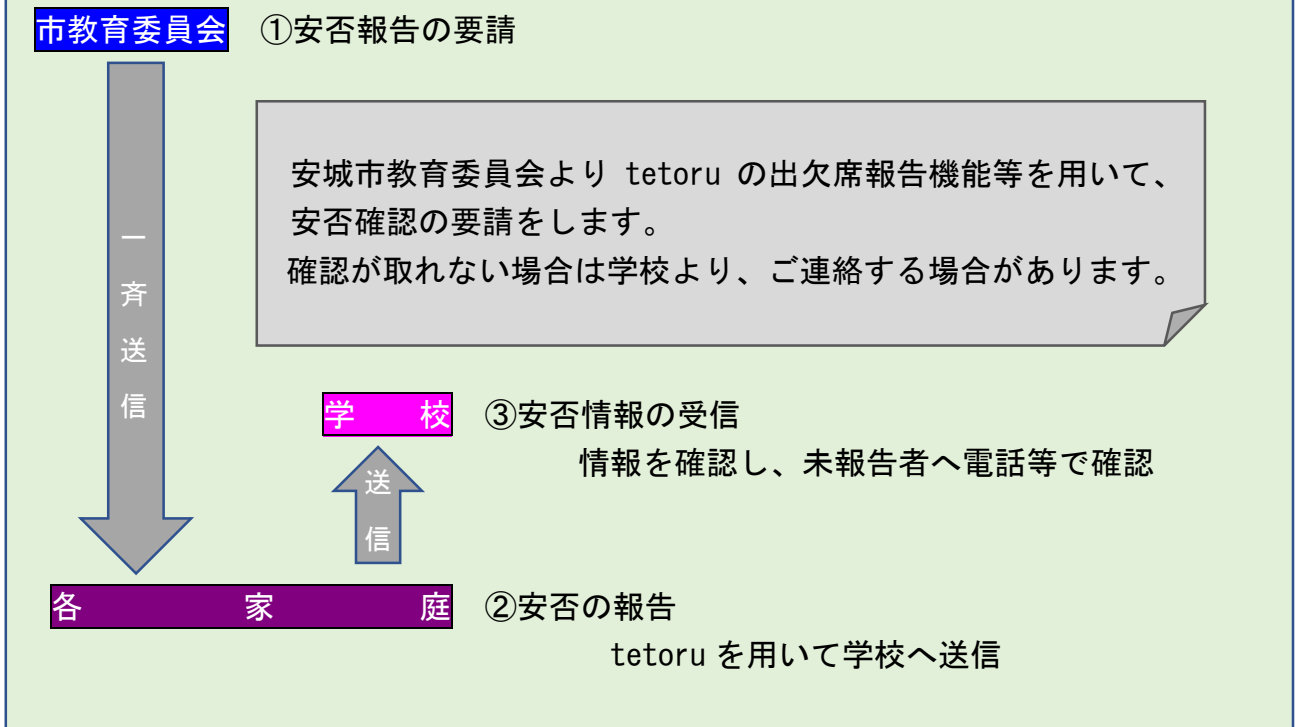 市教育委員会 ①安否報告の要請
安城市教育委員会より tetoru の出欠席報告機能等を用いて、
安否確認の要請をします。
確認が取れない場合は学校より、ご連絡する場合があります。
一斉送信
学校 ③安否情報の受信
情報を確認し、未報告者へ電話等で確認
送信
各家庭 ②安否の報告
tetoru を用いて学校へ送信